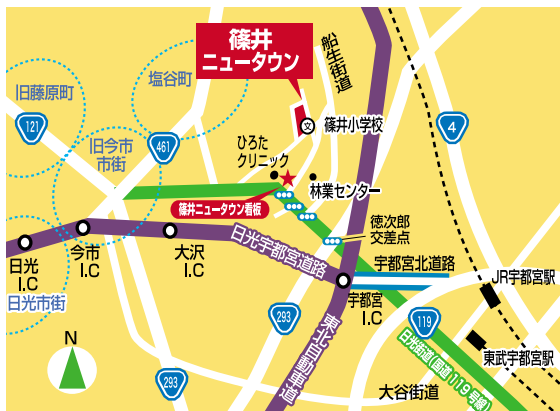 篠井
ニュータウン
船生街道
塩谷町
旧藤原町
121
旧今市
市街
461
4
文
篠井小学校
ひろた
クリニック
林業センター
篠井ニュータウン看板
徳次郎
交差点
日光
I.C
今市
I.C
大沢
I.C
日光宇都宮道路
宇都宮北道路
宇都宮
I.C
日光市街
JR宇都宮駅
293
119
東北自動車道
日光街道(国道119号線)
東武宇都宮駅
N
293
大谷街道